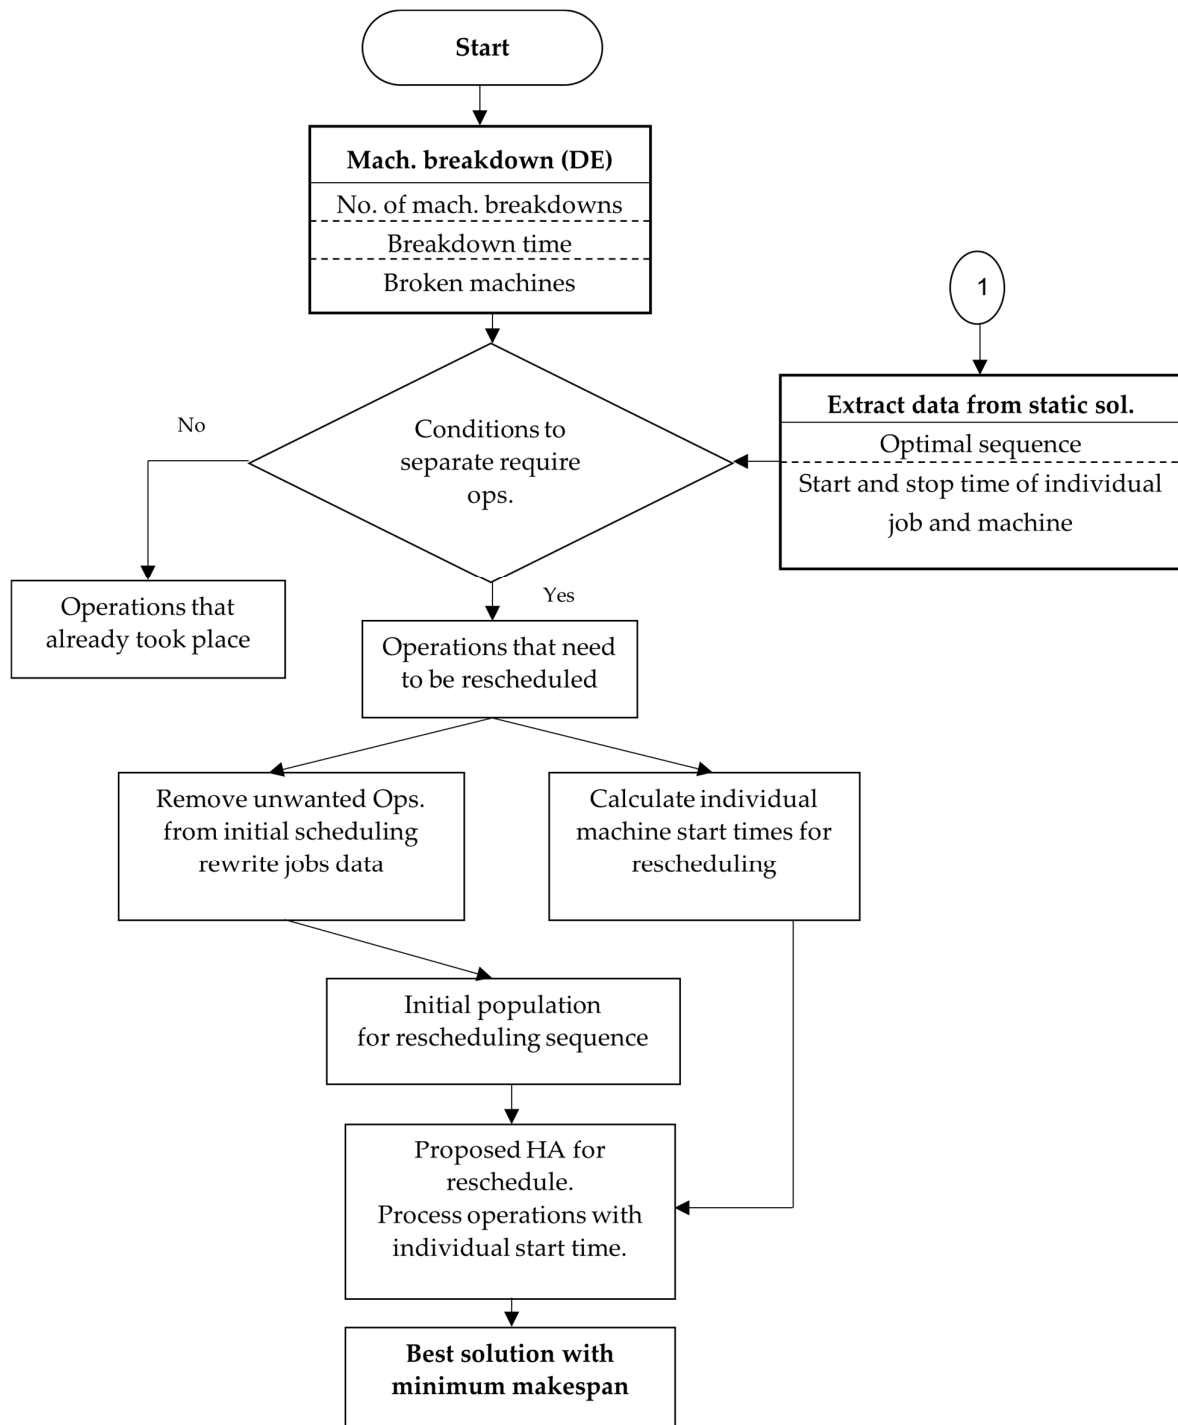 Start
Mach. breakdown (DE)
No. of mach. breakdowns
Breakdown time
Broken machines
1
Extract data from static sol.
Optimal sequence
Start and stop time of individual
job and machine
No
Conditions to
separate require
ops.
Yes
Operations that
already took place
Operations that need
to be rescheduled
Remove unwanted Ops.
from initial scheduling
rewrite jobs data
Calculate individual
machine start times for
rescheduling
Initial population
for rescheduling sequence
Proposed HA for
reschedule.
Process operations with
individual start time.
Best solution with
minimum makespan